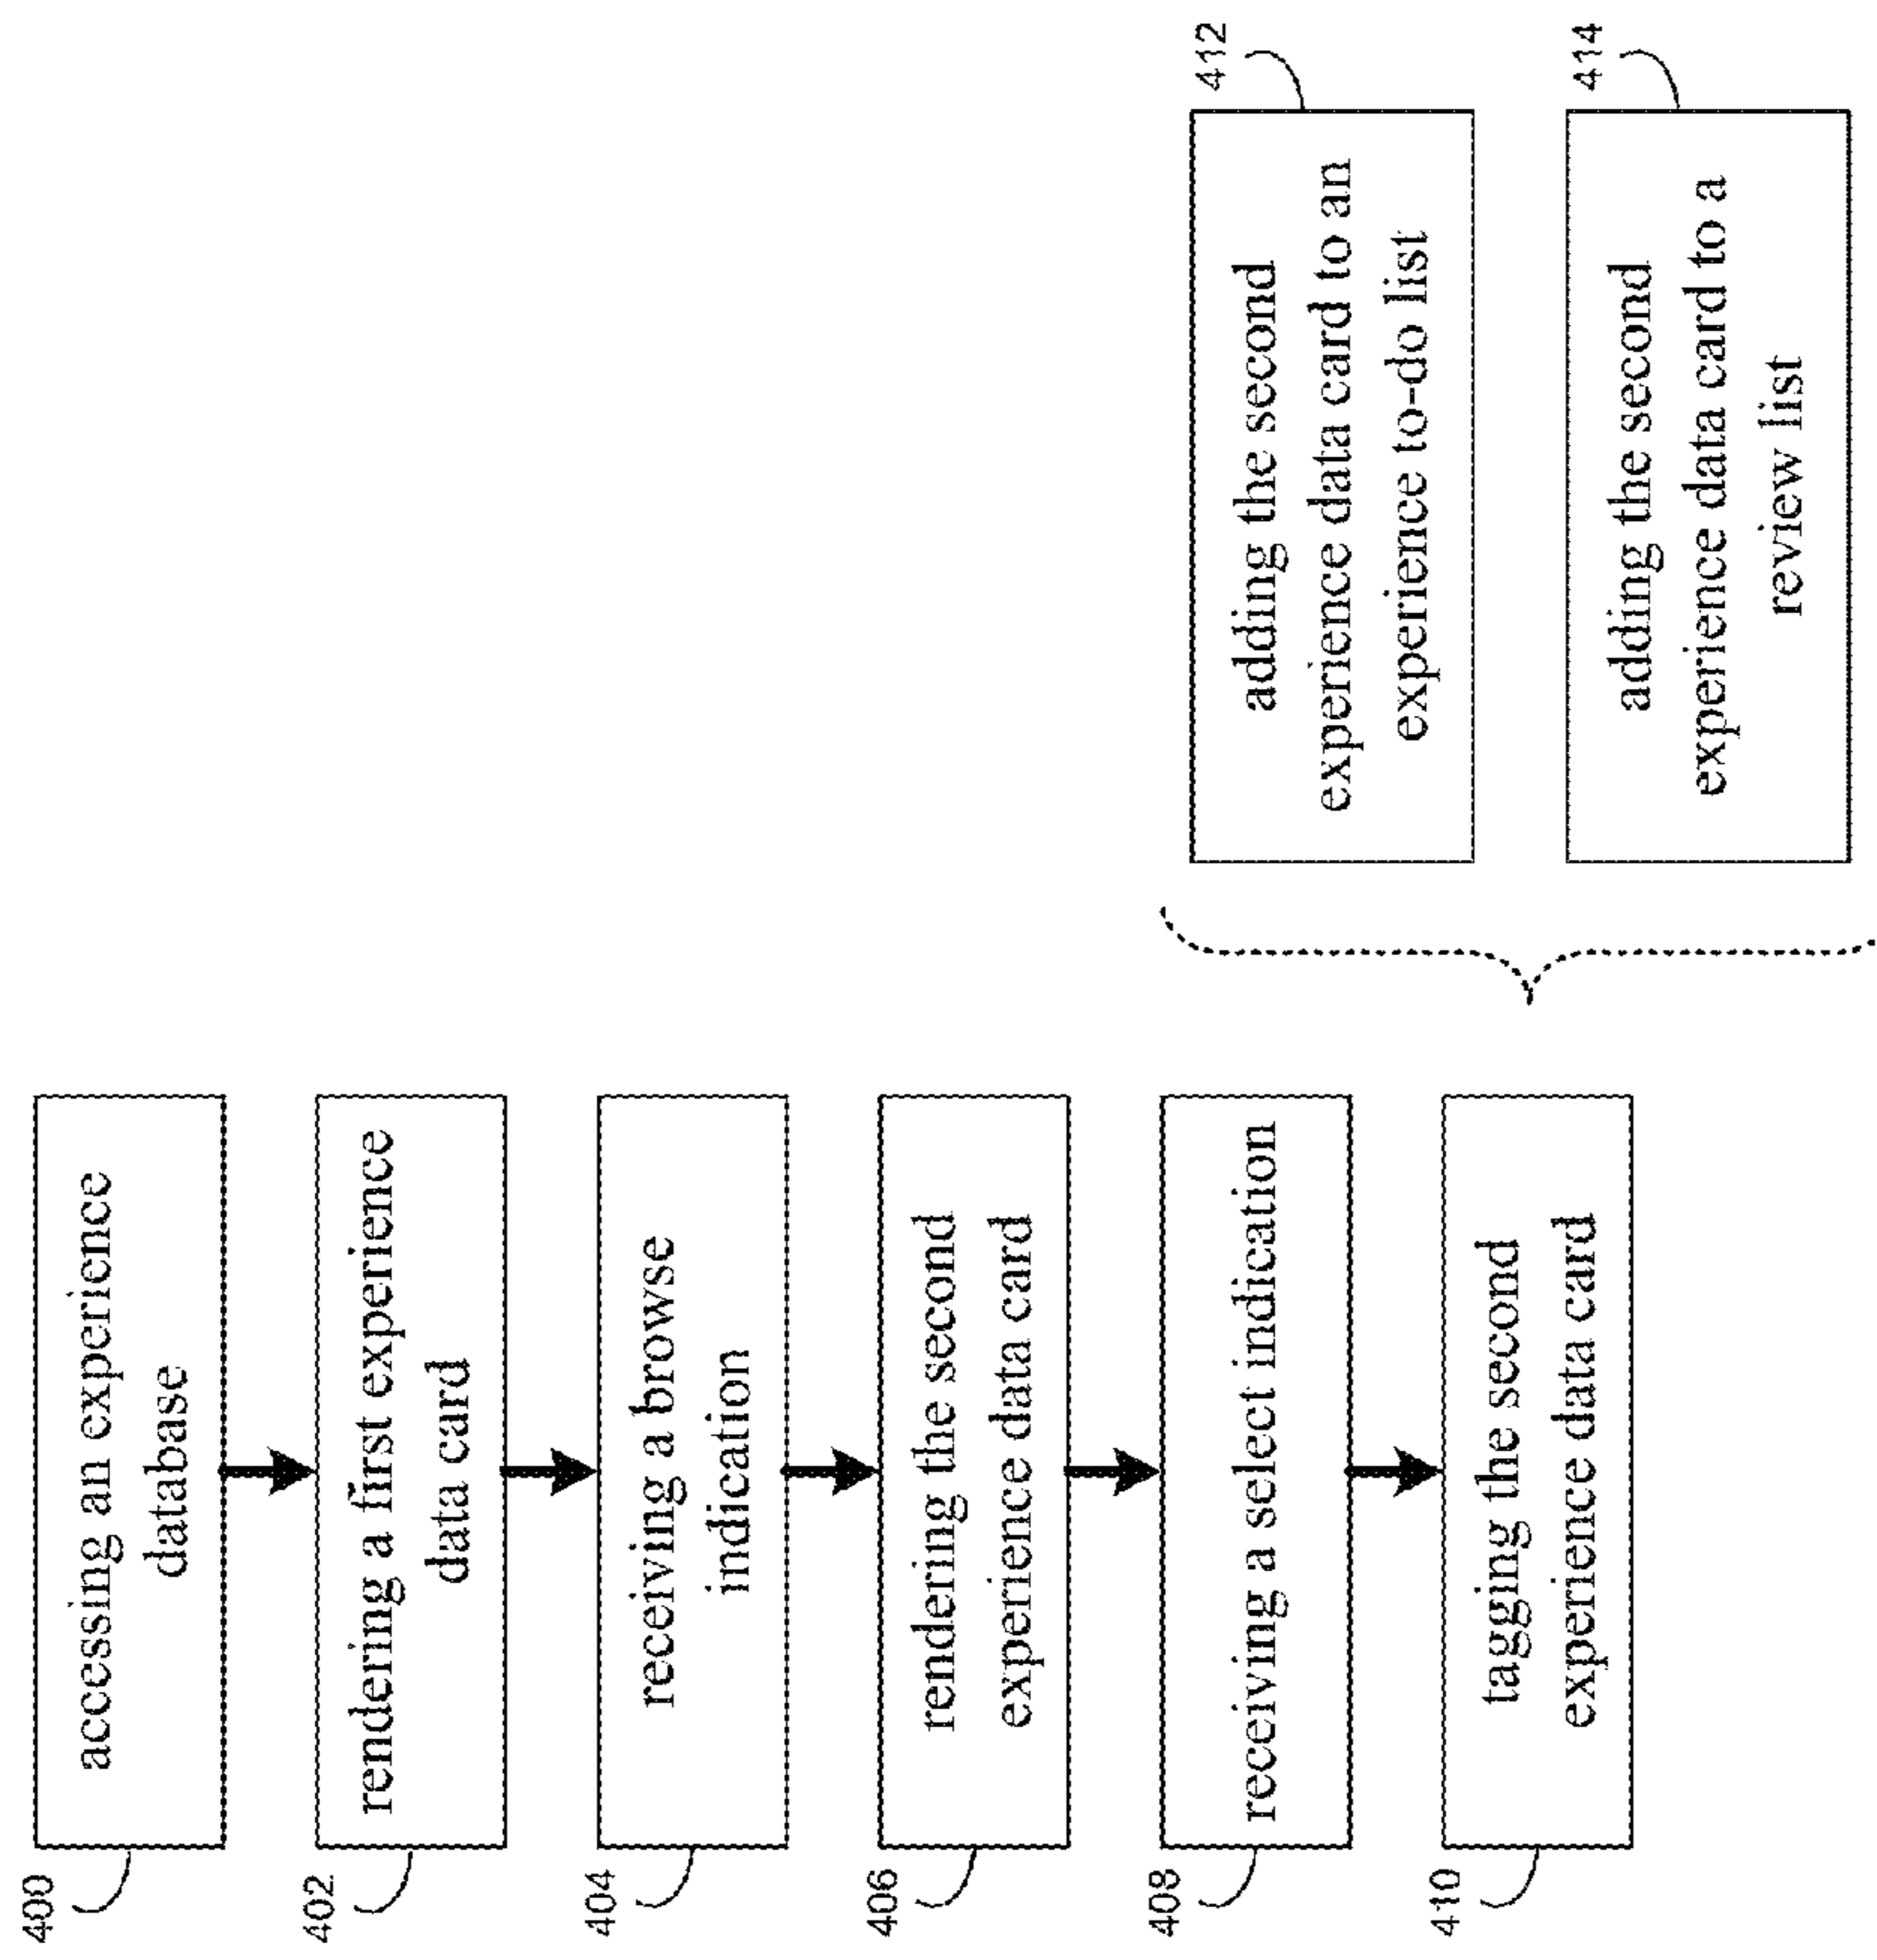 400
accessing an experience
database
402
rendering a first experience
data card
404
receiving a browse
indication
406
rendering the second
experience data card
408
receiving a select indication
410
tagging the second
experience data card
412
adding the second
experience data card to an
experience to-do list
414
adding the second
experience data card to a
review list